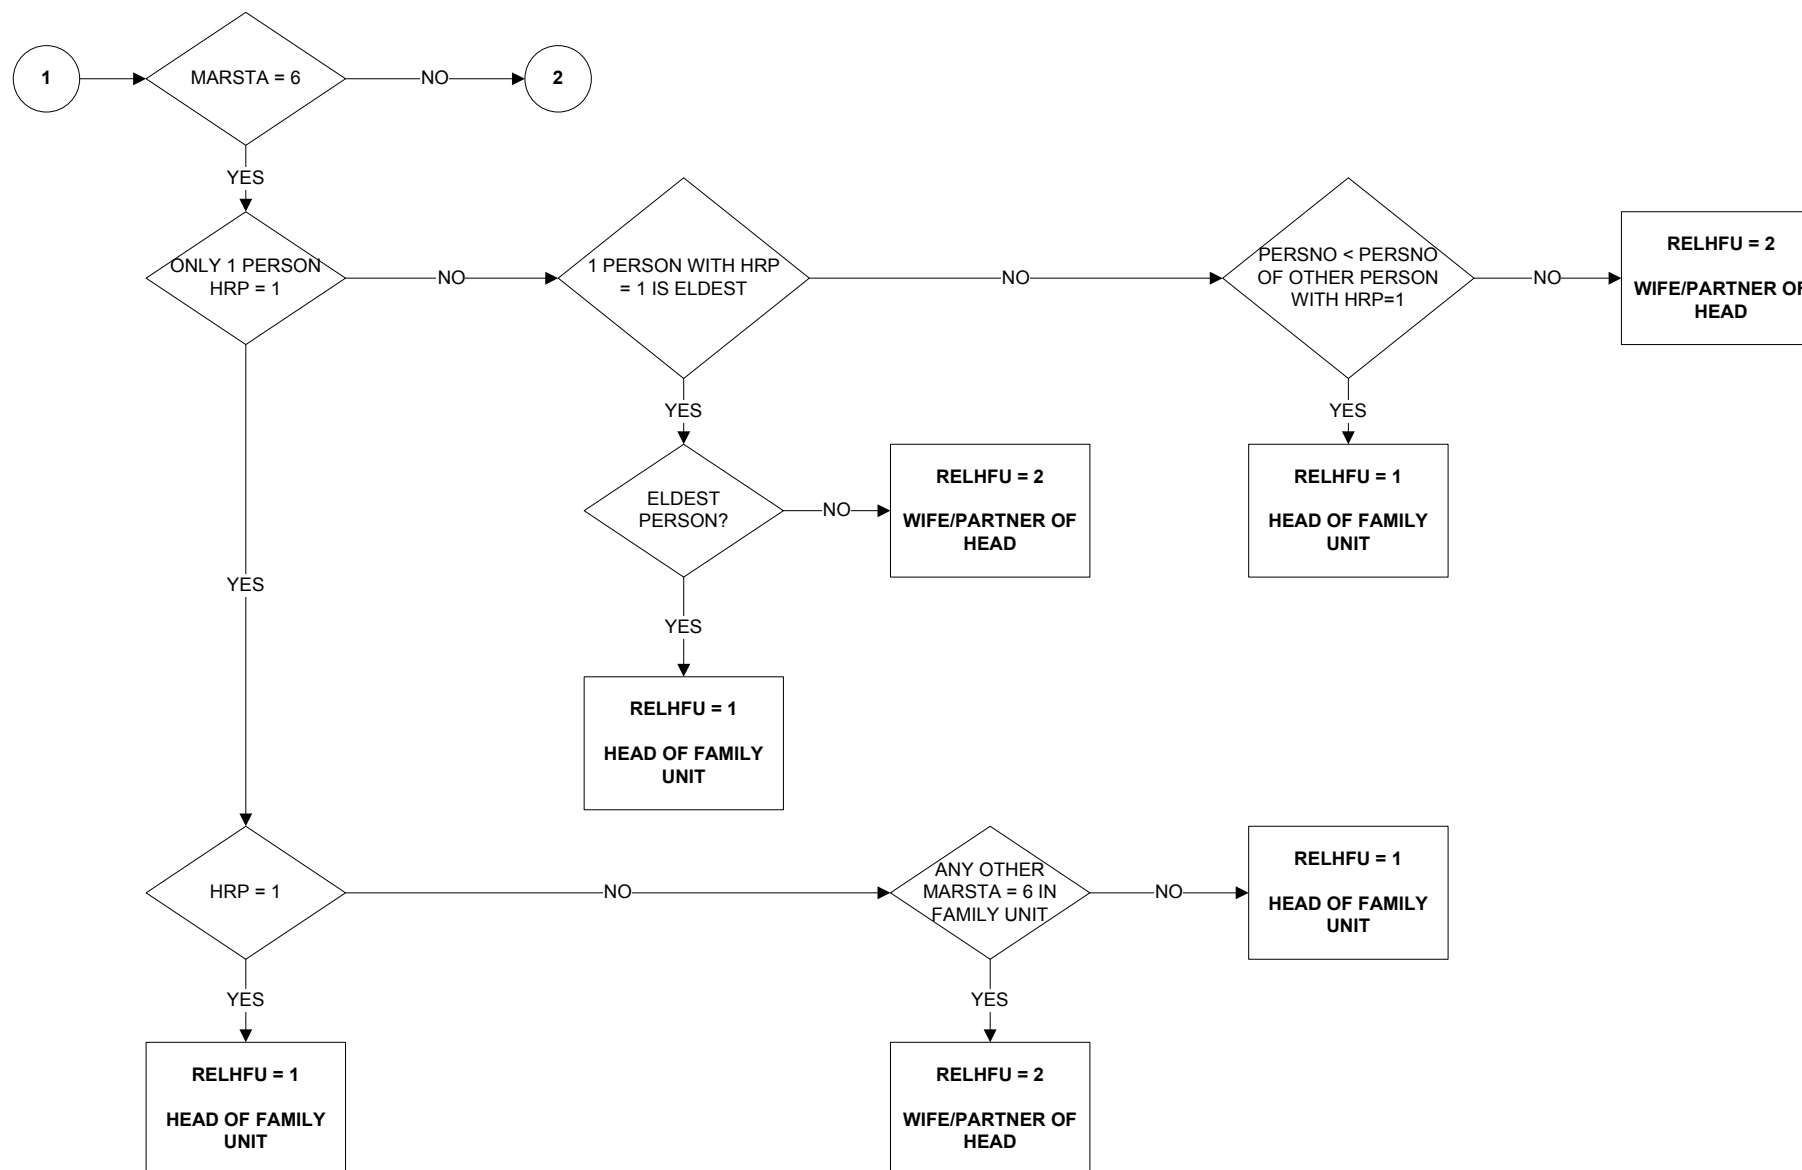 1
MARSTA = 6
NO
2
YES
ONLY 1 PERSON
HRP = 1
NO
1 PERSON WITH HRP
= 1 IS ELDEST
NO
PERSNO < PERSNO
OF OTHER PERSON
WITH HRP=1
NO
RELHFU = 2
WIFE/PARTNER OF
HEAD
YES
YES
ELDEST
PERSON?
NO
RELHFU = 2
WIFE/PARTNER OF
HEAD
RELHFU = 1
HEAD OF FAMILY
UNIT
YES
YES
RELHFU = 1
HEAD OF FAMILY
UNIT
HRP = 1
NO
ANY OTHER
MARSTA = 6 IN
FAMILY UNIT
NO
RELHFU = 1
HEAD OF FAMILY
UNIT
YES
YES
RELHFU = 1
HEAD OF FAMILY
UNIT
RELHFU = 2
WIFE/PARTNER OF
HEAD